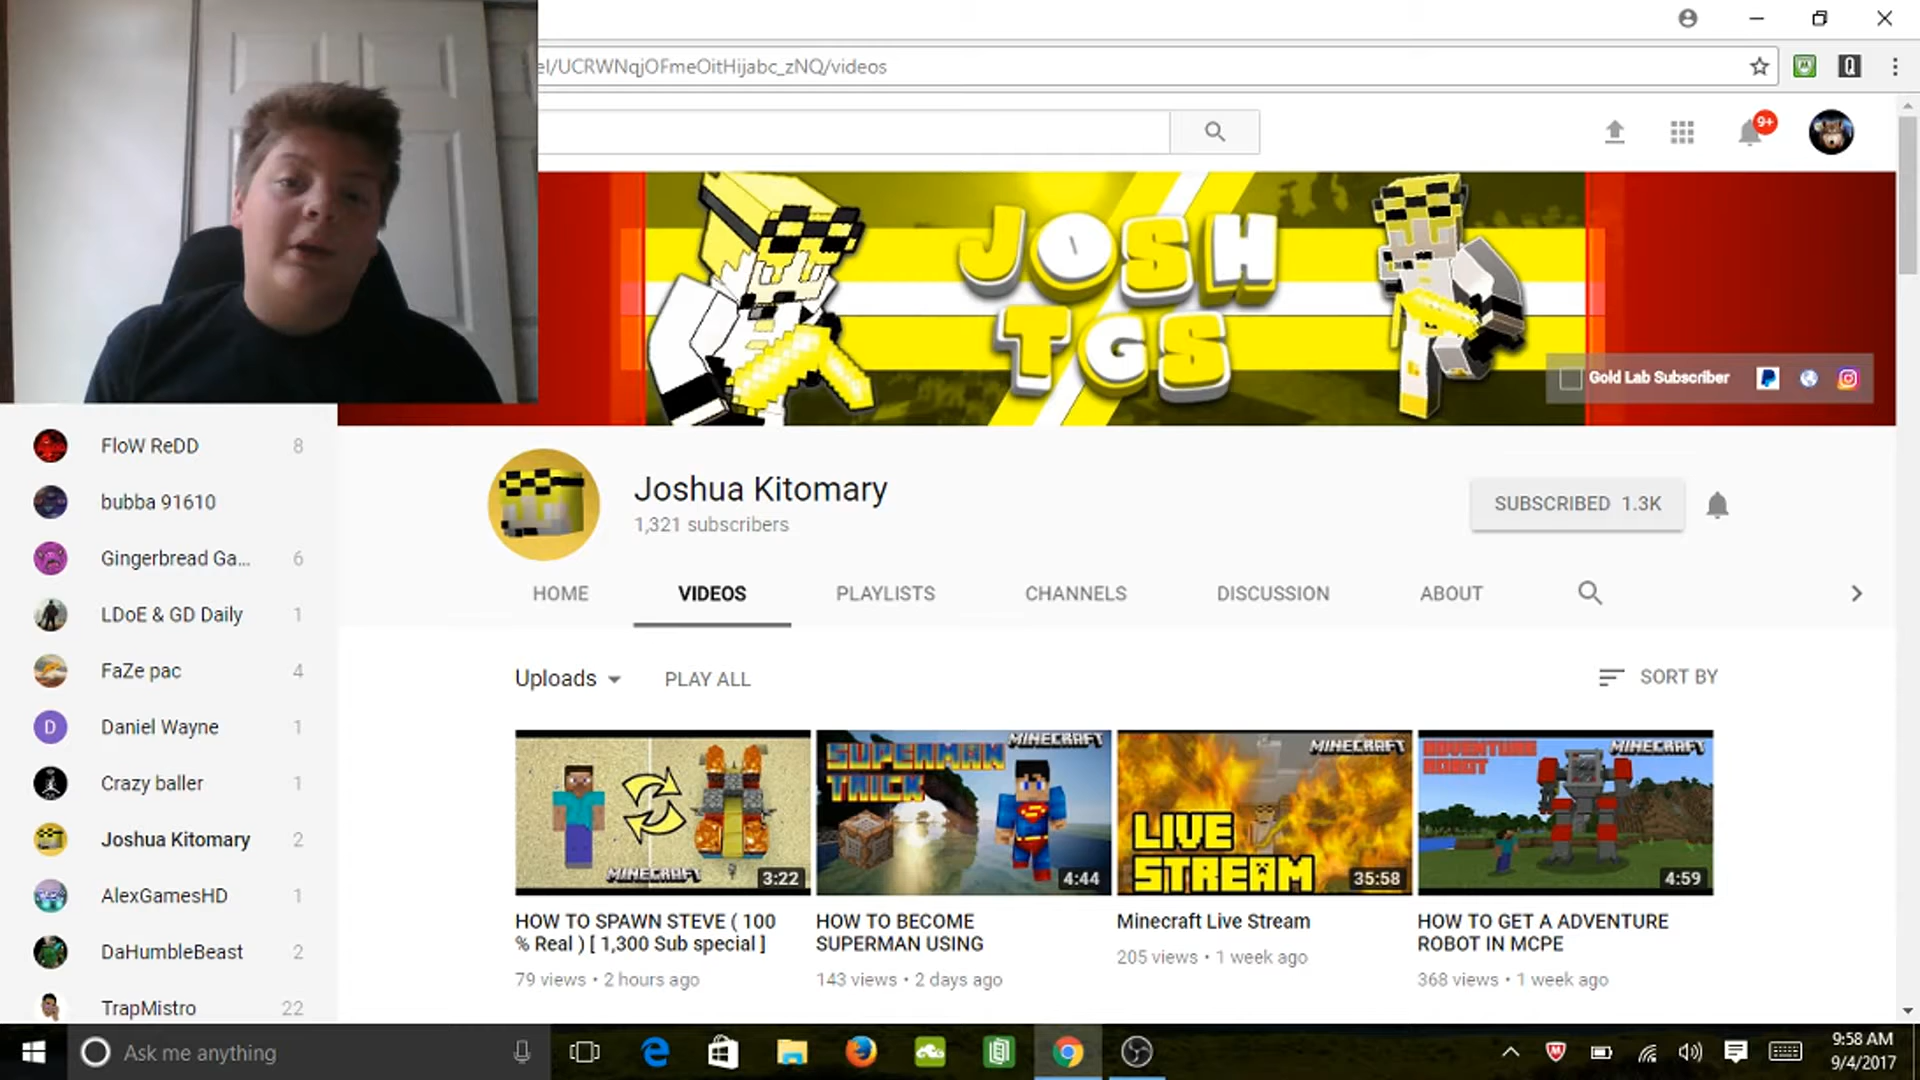 el/UCRWNqjOFmeOitHijabc_zNQ/videos
9+
JOSH
TGS
Gold Lab Subscriber
FloW ReDD 8
bubba 91610
Gingerbread Ga... 6
LDoE & GD Daily 1
FaZe pac 4
Daniel Wayne 1
D
Crazy baller 1
Joshua Kitomary 2
AlexGamesHD 1
DaHumbleBeast 2
TrapMistro 22
Joshua Kitomary
1,321 subscribers
SUBSCRIBED 1.3K
HOME VIDEOS PLAYLISTS CHANNELS DISCUSSION ABOUT
Uploads PLAY ALL SORT BY
MINECRAFT
3:22
HOW TO SPAWN STEVE ( 100
% Real ) [ 1,300 Sub special ]
79 views • 2 hours ago
SUPERMAN
TRICK
MINECRAFT
4:44
HOW TO BECOME
SUPERMAN USING
143 views • 2 days ago
MINECRAFT
LIVE
STREAM
35:58
Minecraft Live Stream
205 views • 1 week ago
ADVENTURE
ROBOT
MINECRAFT
4:59
HOW TO GET A ADVENTURE
ROBOT IN MCPE
368 views • 1 week ago
Ask me anything
9:58 AM
9/4/2017